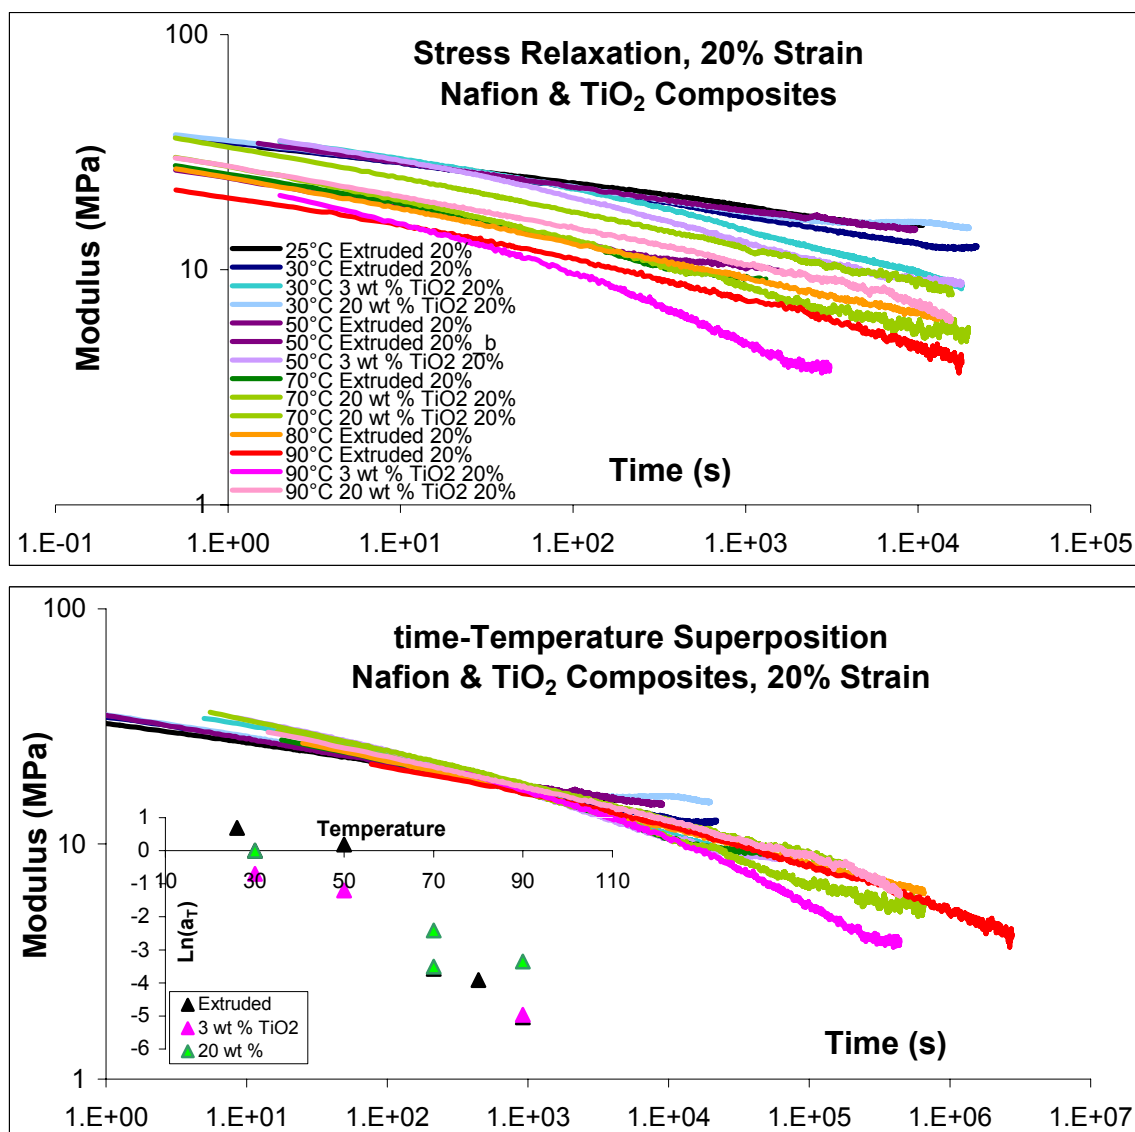 100
Stress Relaxation, 20% Strain
Nafion & TiO2 Composites
Modulus (MPa)
10
25°C Extruded 20%
30°C Extruded 20%
30°C 3 wt % TiO2 20%
30°C 20 wt % TiO2 20%
50°C Extruded 20%
50°C Extruded 20%_b
50°C 3 wt % TiO2 20%
70°C Extruded 20%
70°C 20 wt % TiO2 20%
70°C 20 wt % TiO2 20%
80°C Extruded 20%
90°C Extruded 20%
90°C 3 wt % TiO2 20%
90°C 20 wt % TiO2 20%
Time (s)
1
1.E-01 1.E+00 1.E+01 1.E+02 1.E+03 1.E+04 1.E+05
100
time-Temperature Superposition
Nafion & TiO2 Composites, 20% Strain
Modulus (MPa)
10
1
Temperature
0
10 30 50 70 90 110
-1
-2
Ln(aT)
-3
-4
-5
-6
Extruded
3 wt % TiO2
20 wt %
Time (s)
1
1.E+00 1.E+01 1.E+02 1.E+03 1.E+04 1.E+05 1.E+06 1.E+07